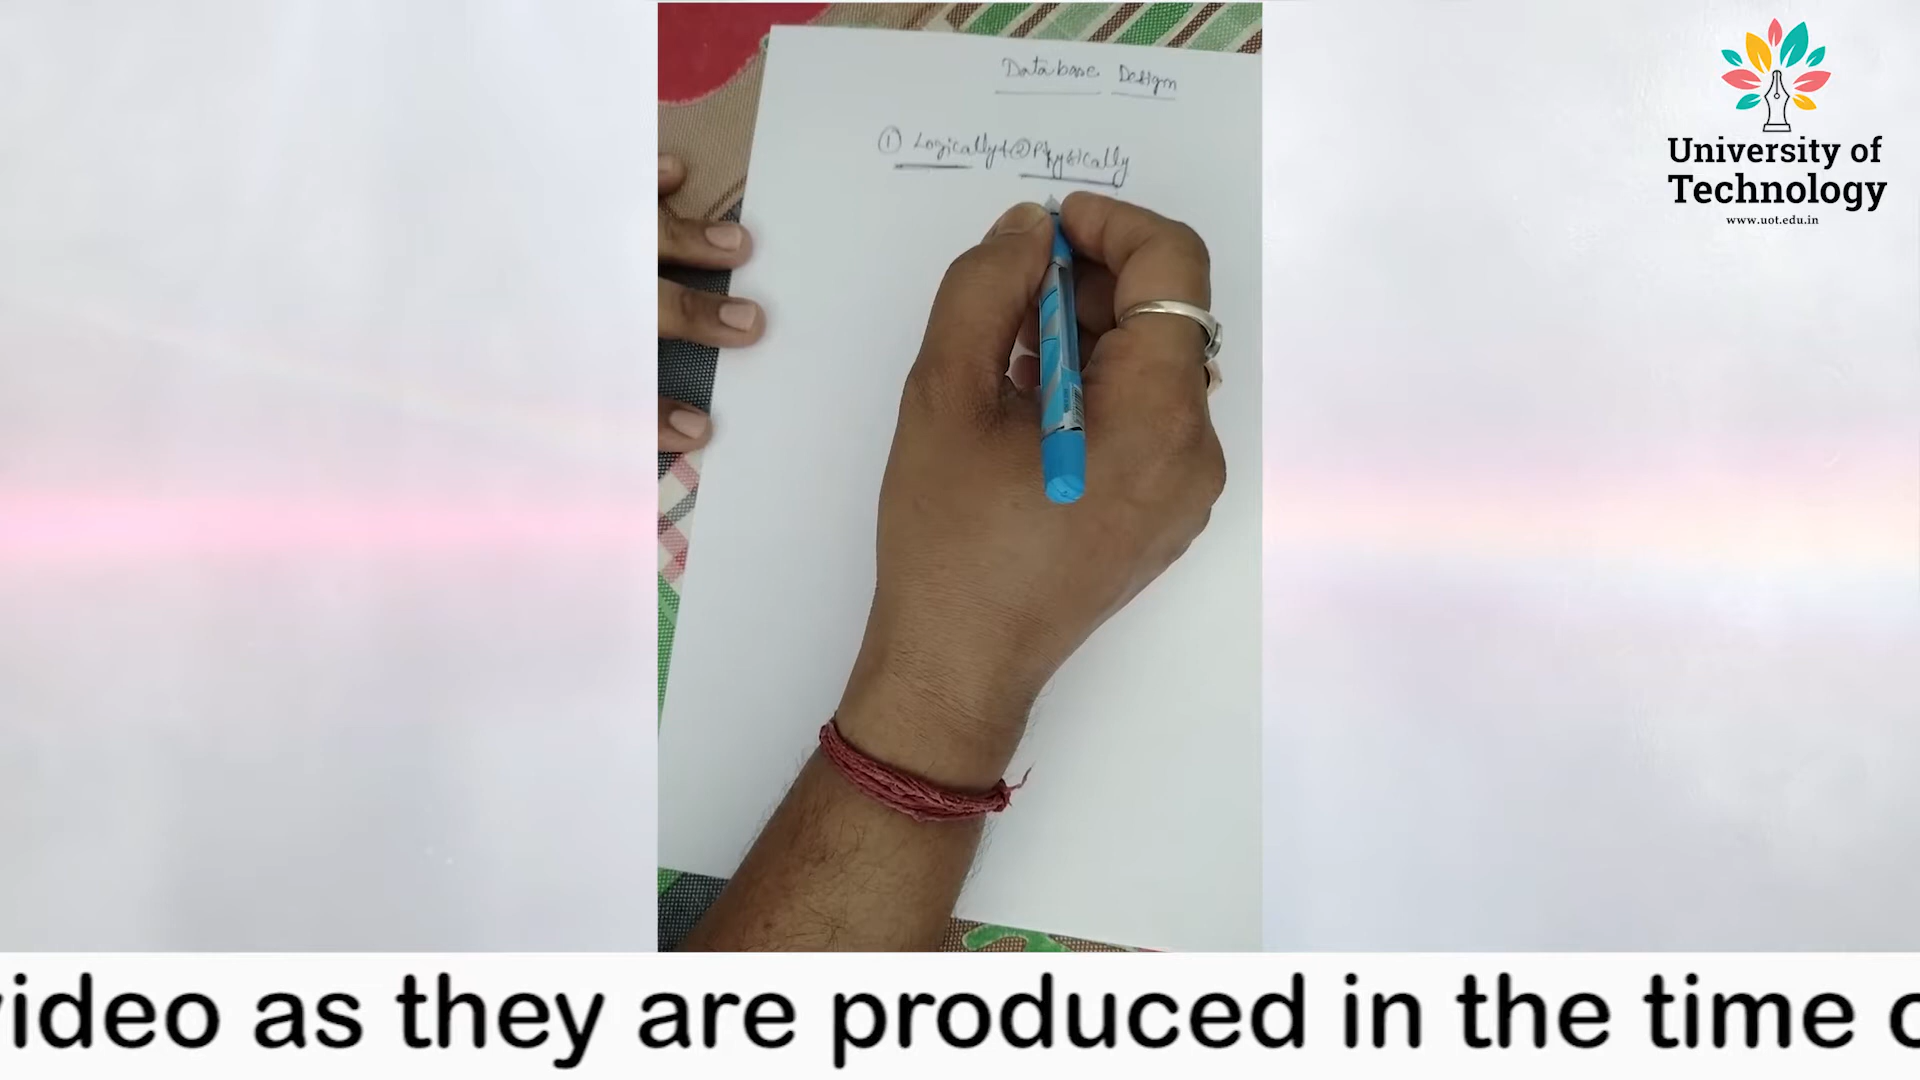 Database Design
① Logically + ② Physically
University of
Technology
www.uot.edu.in
video as they are produced in the time